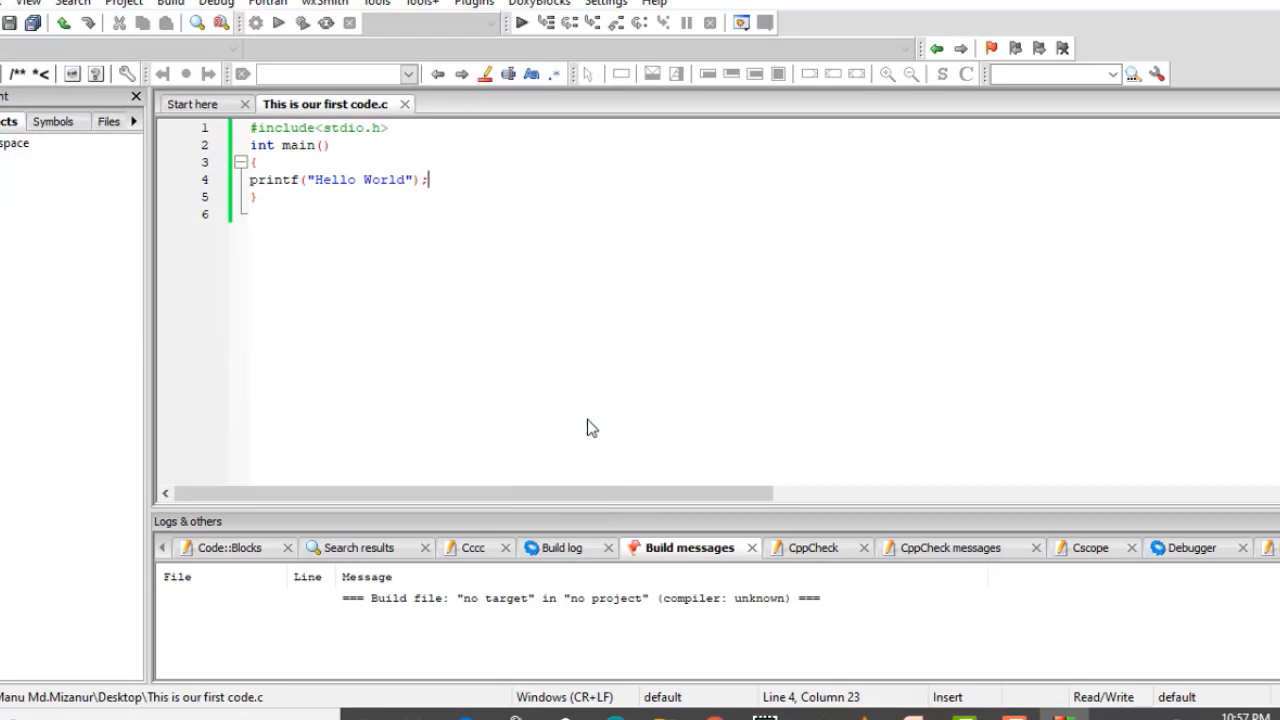 View Search Project Build Debug Fortran wxSmith Tools Tools+ Plugins DoxyBlocks Settings Help
/** *< S C
nt
Start here This is our first code.c
cts Symbols Files
space
1 #include<stdio.h>
2 int main()
3 {
4 printf("Hello World");
5 }
6
Logs & others
Code::Blocks Search results Cccc Build log Build messages CppCheck CppCheck messages Cscope Debugger
File Line Message
=== Build file: "no target" in "no project" (compiler: unknown) ===
Manu Md.Mizanur\Desktop\This is our first code.c Windows (CR+LF) default Line 4, Column 23 Insert Read/Write default
10:57 PM